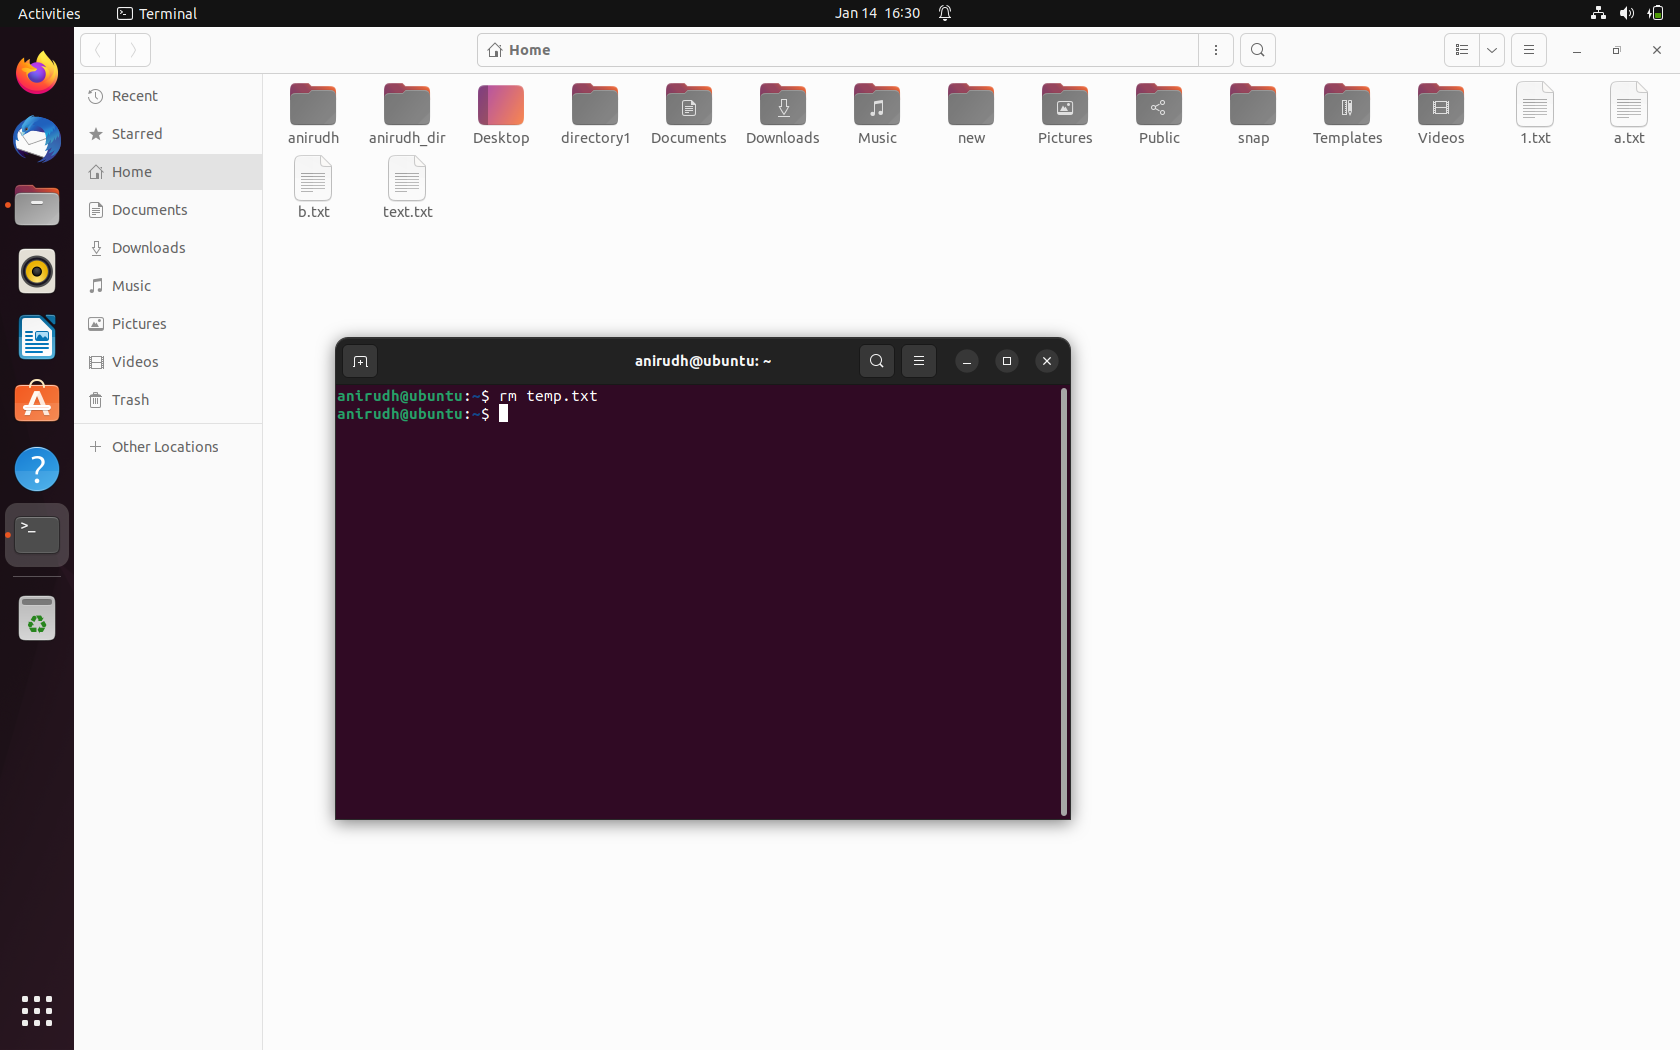 Activities Terminal Jan 14 16:30
Home
Recent
Starred
Home
Documents
Downloads
Music
Pictures
Videos
Trash
Other Locations
anirudh anirudh_dir Desktop directory1 Documents Downloads Music new Pictures Public snap Templates Videos 1.txt a.txt
b.txt text.txt
anirudh@ubuntu: ~
anirudh@ubuntu:~$ rm temp.txt
anirudh@ubuntu:~$